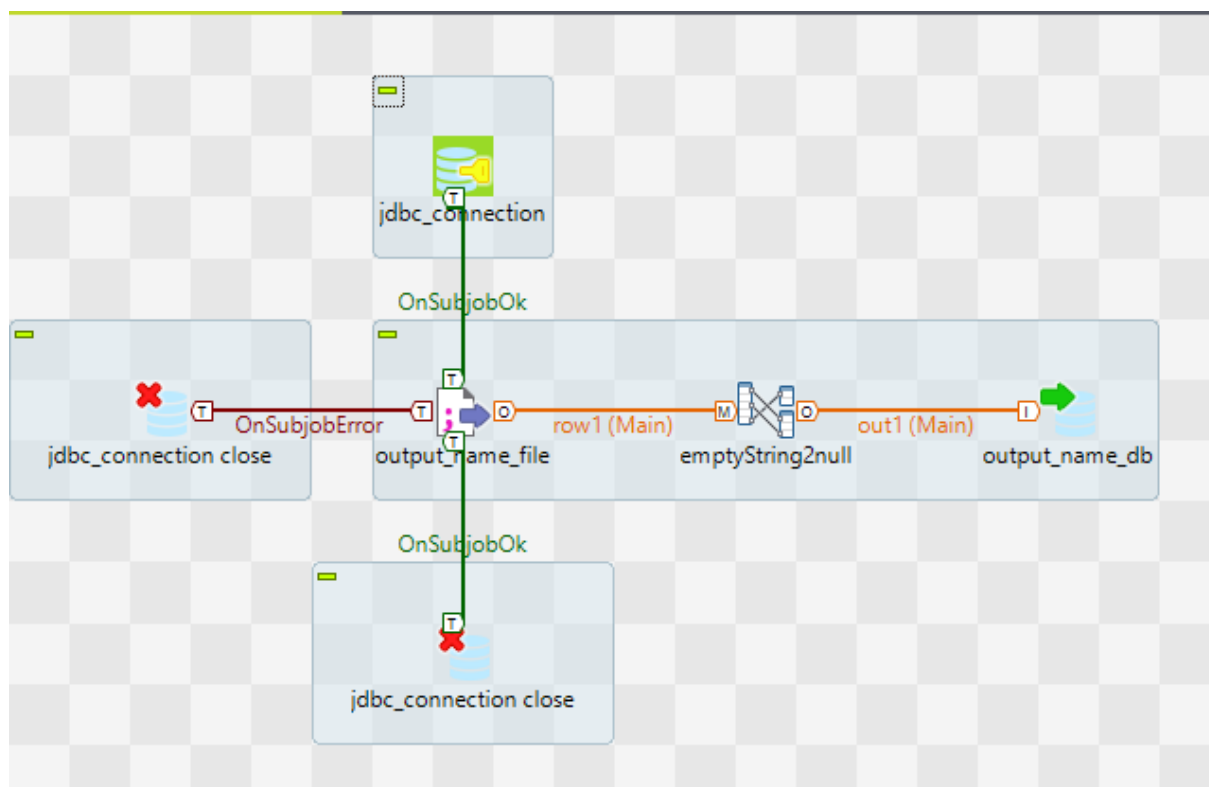 T
jdbc_connection
OnSubjobOk
T
T
OnSubjobError
T
O
row1 (Main)
M
O
out1 (Main)
I
T
jdbc_connection close
output_name_file
emptyString2null
output_name_db
OnSubjobOk
T
jdbc_connection close